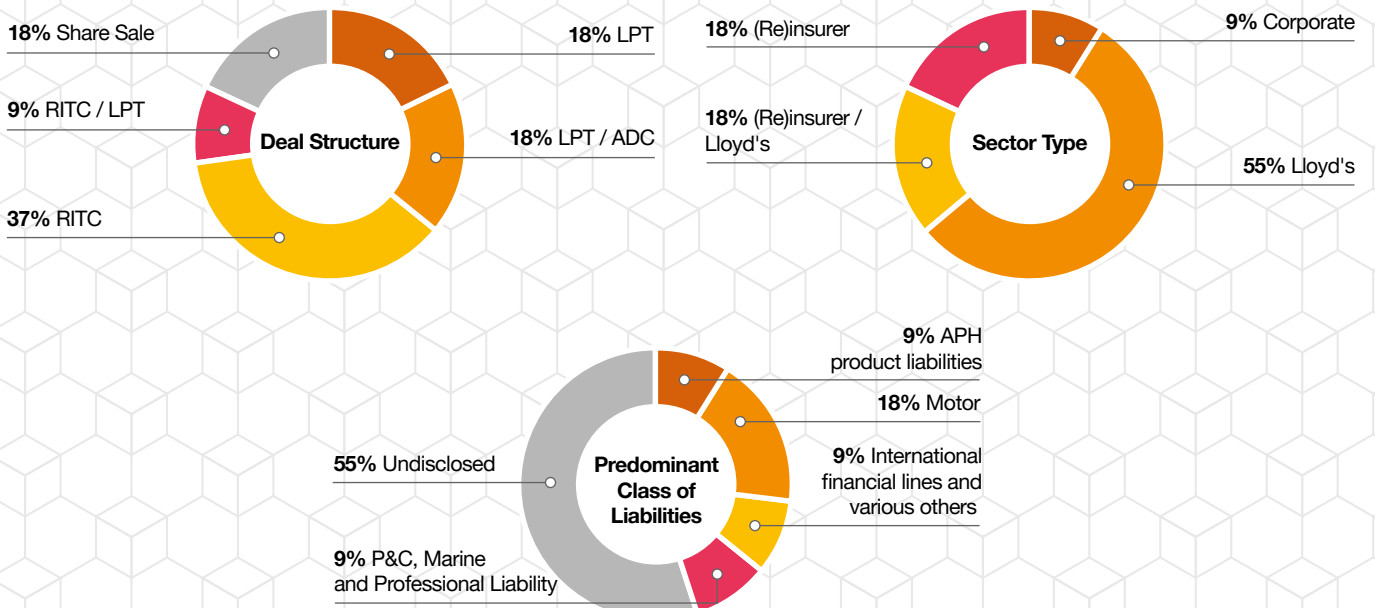 18% Share Sale
18% LPT
9% RITC / LPT
Deal Structure
18% LPT / ADC
37% RITC
18% (Re)insurer
9% Corporate
18% (Re)insurer /
Lloyd's
Sector Type
55% Lloyd's
9% APH
product liabilities
18% Motor
55% Undisclosed
Predominant
Class of
Liabilities
9% International
financial lines and
various others
9% P&C, Marine
and Professional Liability